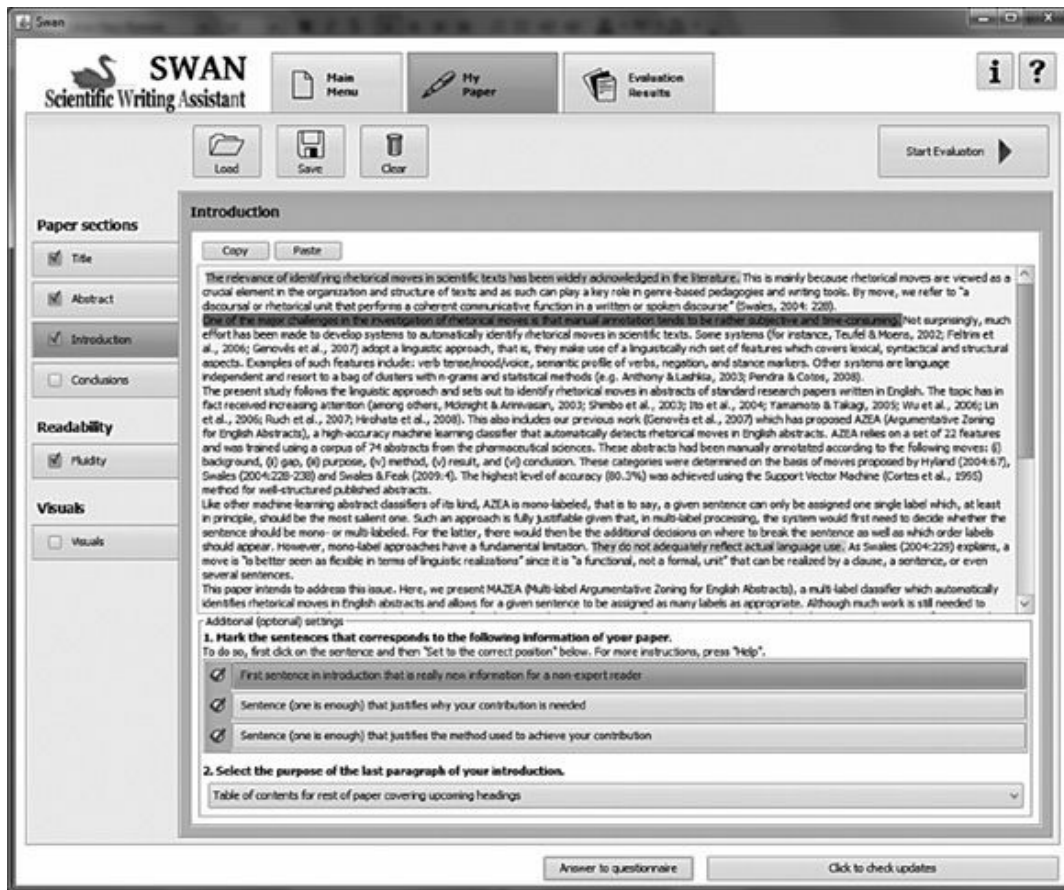 Swan
SWAN
Scientific Writing Assistant
Main
Menu
My
Paper
Evaluation
Results
i
?
Load
Save
Clear
Start Evaluation
Paper sections
Title
Abstract
Introduction
Conclusions
Readability
Fluidity
Visuals
Visuals
Introduction
Copy
Paste
The relevance of identifying rhetorical moves in scientific texts has been widely acknowledged in the literature. This is mainly because rhetorical moves are viewed as a
crucial element in the organization and structure of texts and as such can play a key role in genre-based pedagogies and writing tools. By move, we refer to "a
discoursal or rhetorical unit that performs a coherent communicative function in a written or spoken discourse" (Swales, 2004: 228).
One of the major challenges in the investigation of rhetorical moves is that manual annotation tends to be rather subjective and time-consuming. Not surprisingly, much
effort has been made to develop systems to automatically identify rhetorical moves in scientific texts. Some systems (for instance, Teufel & Moens, 2002; Feltrim et
al., 2006; Genovês et al., 2007) adopt a linguistic approach, that is, they make use of a linguistically rich set of features which covers lexical, syntactical and structural
aspects. Examples of such features include: verb tense/mood/voice, semantic profile of verbs, negation, and stance markers. Other systems are language
independent and resort to a bag of clusters with n-grams and statistical methods (e.g. Anthony & Lashkia, 2003; Pendra & Cotos, 2008).
The present study follows the linguistic approach and sets out to identify rhetorical moves in abstracts of standard research papers written in English. The topic has in
fact received increasing attention (among others, Mcknight & Arinivasan, 2003; Shimbo et al., 2003; Ito et al., 2004; Yamamoto & Takagi, 2005; Wu et al., 2006; Lin
et al., 2006; Ruch et al., 2007; Hirohata et al., 2008). This also includes our previous work (Genovês et al., 2007) which has proposed AZEA (Argumentative Zoning
for English Abstracts), a high-accuracy machine learning classifier that automatically detects rhetorical moves in English abstracts. AZEA relies on a set of 22 features
and was trained using a corpus of 74 abstracts from the pharmaceutical sciences. These abstracts had been manually annotated according to the following moves: (i)
background, (ii) gap, (iii) purpose, (iv) method, (v) result, and (vi) conclusion. These categories were determined on the basis of moves proposed by Hyland (2004:67),
Swales (2004:228-238) and Swales & Feak (2009:4). The highest level of accuracy (80.3%) was achieved using the Support Vector Machine (Cortes et al., 1995)
method for well-structured published abstracts.
Like other machine-learning abstract classifiers of its kind, AZEA is mono-labeled, that is to say, a given sentence can only be assigned one single label which, at least
in principle, should be the most salient one. Such an approach is fully justifiable given that, in multi-label processing, the system would first need to decide whether the
sentence should be mono- or multi-labeled. For the latter, there would then be the additional decisions on where to break the sentence as well as which order labels
should appear. However, mono-label approaches have a fundamental limitation. They do not adequately reflect actual language use. As Swales (2004:229) explains, a
move is "is better seen as flexible in terms of linguistic realizations" since it is "a functional, not a formal, unit" that can be realized by a clause, a sentence, or even
several sentences.
This paper intends to address this issue. Here, we present MAZEA (Multi-label Argumentative Zoning for English Abstracts), a multi-label classifier which automatically
identifies rhetorical moves in English abstracts and allows for a given sentence to be assigned as many labels as appropriate. Although much work is still needed to
Additional (optional) settings
1. Mark the sentences that corresponds to the following information of your paper.
To do so, first click on the sentence and then "Set to the correct position" below. For more instructions, press "Help".
First sentence in introduction that is really new information for a non-expert reader
Sentence (one is enough) that justifies why your contribution is needed
Sentence (one is enough) that justifies the method used to achieve your contribution
2. Select the purpose of the last paragraph of your introduction.
Table of contents for rest of paper covering upcoming headings
Answer to questionnaire
Click to check updates